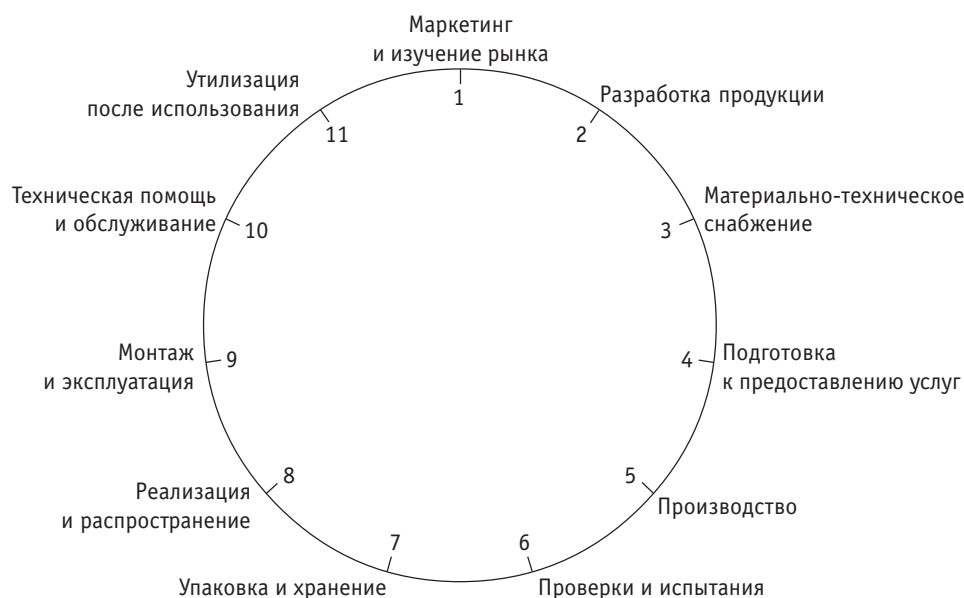 Маркетинг
и изучение рынка
1
Разработка продукции
2
Материально-техническое
снабжение
3
Подготовка
к предоставлению услуг
4
Производство
5
Проверки и испытания
6
Упаковка и хранение
7
Реализация
и распространение
8
Монтаж
и эксплуатация
9
Техническая помощь
и обслуживание
10
Утилизация
после использования
11